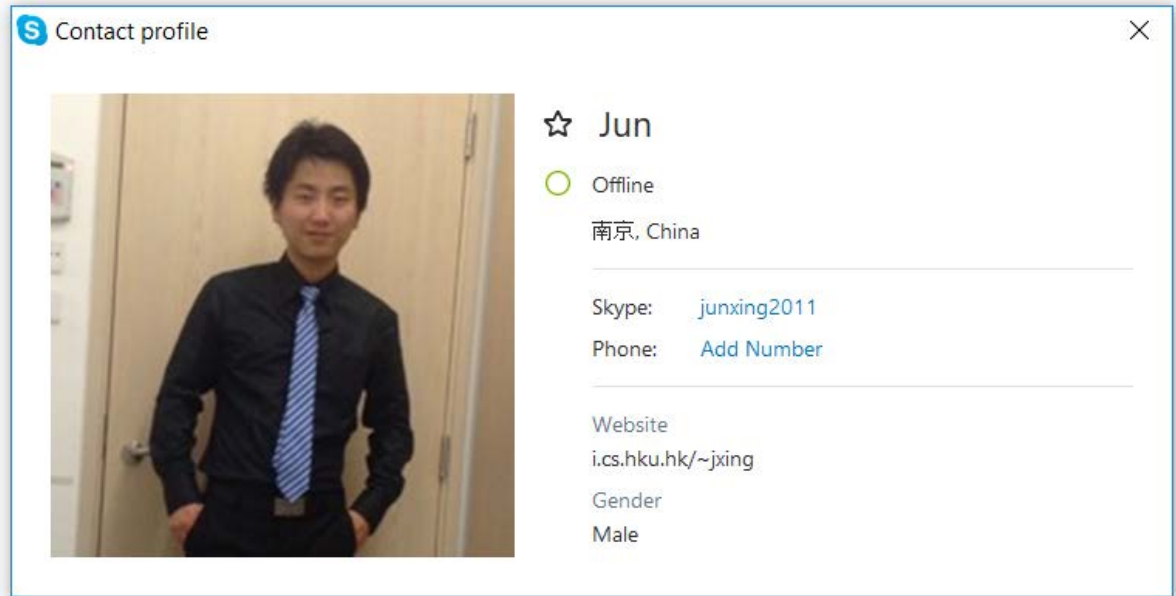 Contact profile
Jun
Offline
南京, China
Skype: junxing2011
Phone: Add Number
Website
i.cs.hku.hk/~jxing
Gender
Male